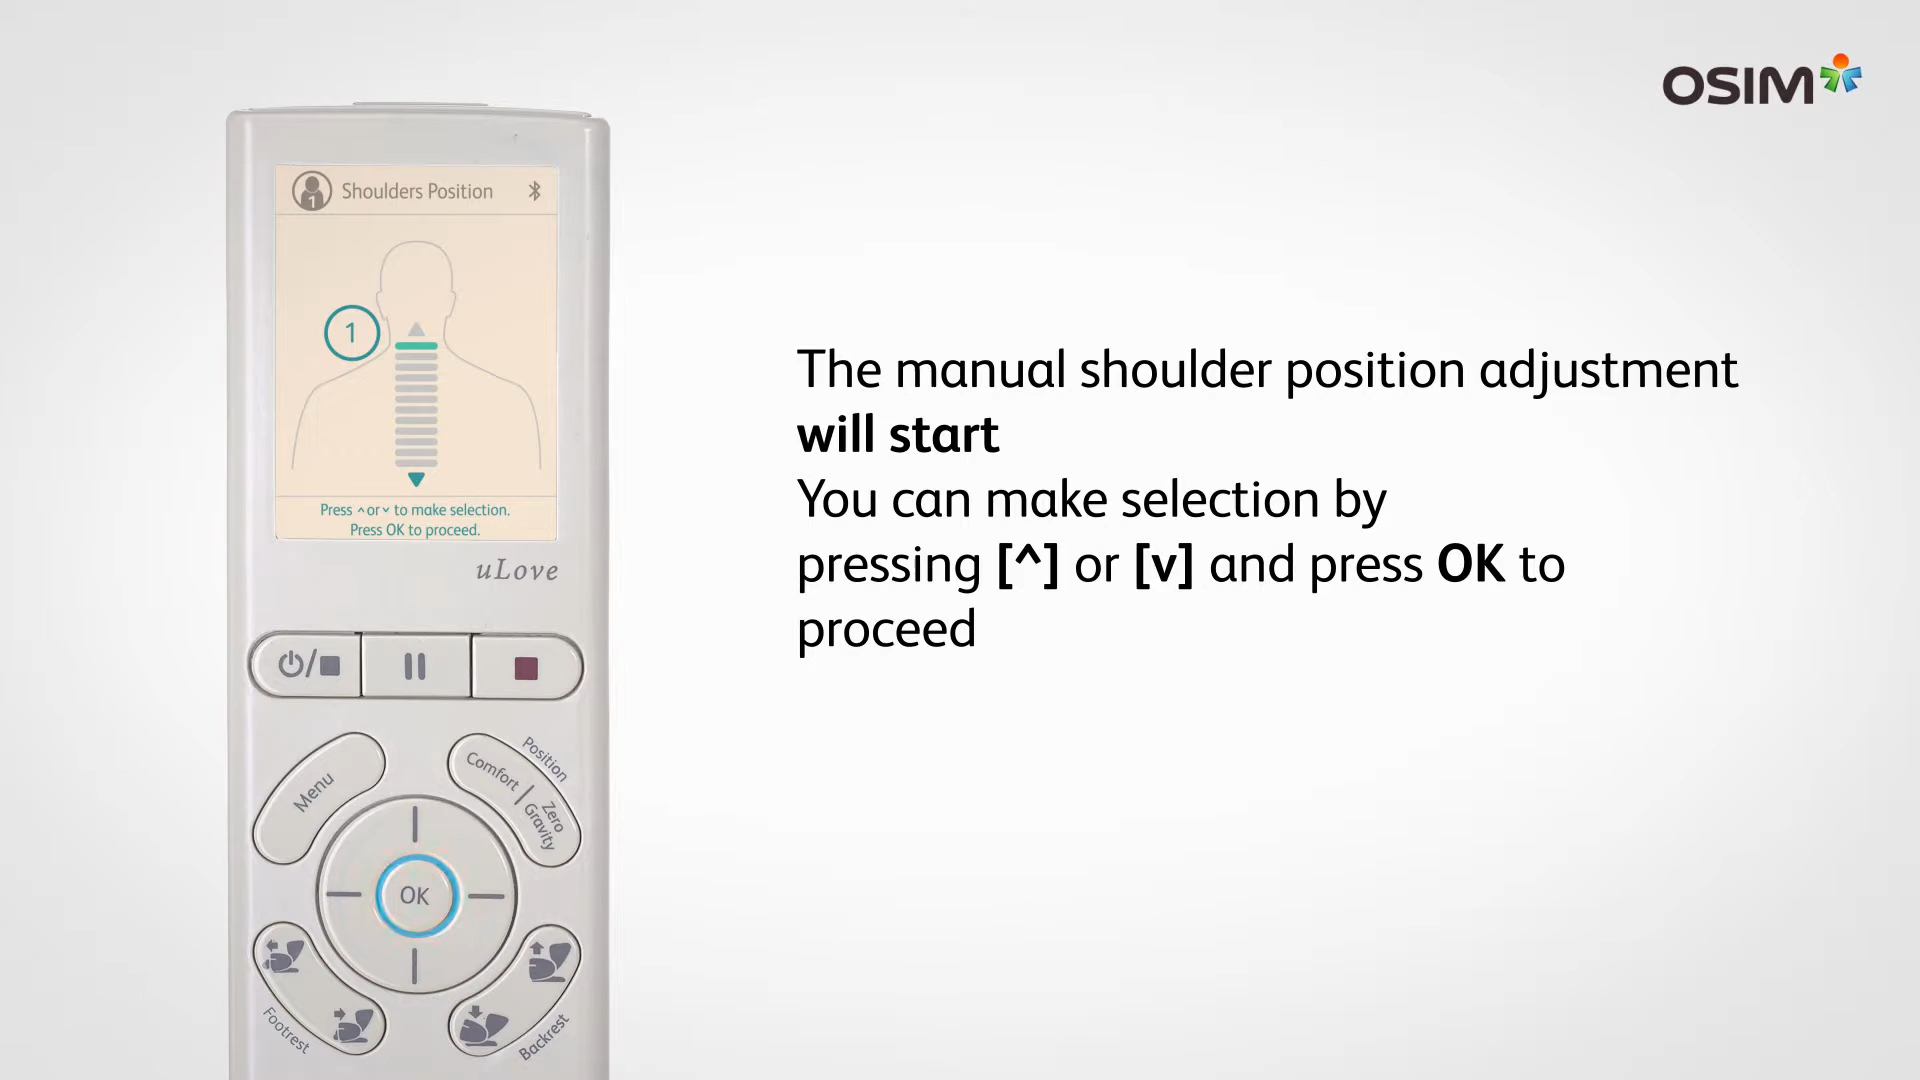 OSIM
1 Shoulders Position
1
Press ^ or v to make selection.
Press OK to proceed.
uLove
Menu
Position
Comfort | Zero
Gravity
OK
Footrest
Backrest
The manual shoulder position adjustment
will start
You can make selection by
pressing [^] or [v] and press OK to
proceed